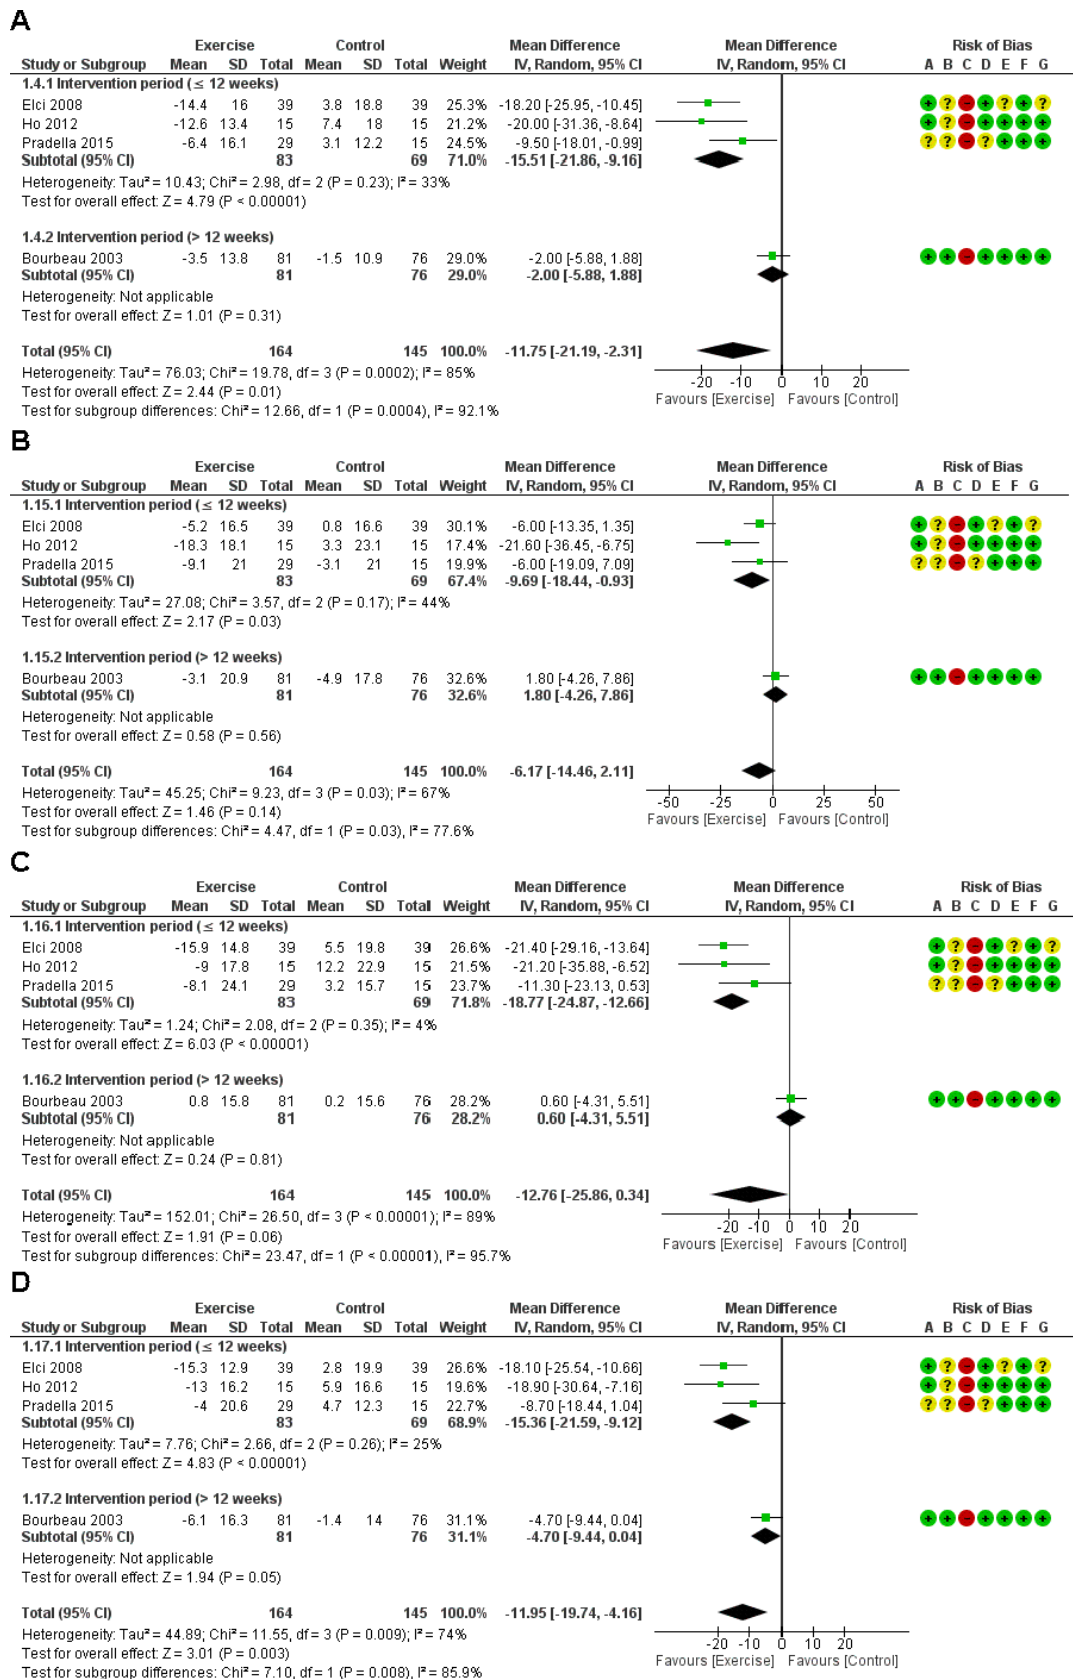 A
Exercise Control Mean Difference Mean Difference Risk of Bias
Study or Subgroup Mean SD Total Mean SD Total Weight IV, Random, 95% CI IV, Random, 95% CI A B C D E F G
1.4.1 Intervention period (≤ 12 weeks)
Elci 2008 -14.4 16 39 3.8 18.8 39 25.3% -18.20 [-25.95, -10.45] + ? - + ? + ?
Ho 2012 -12.6 13.4 15 7.4 18 15 21.2% -20.00 [-31.36, -8.64] + ? - + + + +
Pradella 2015 -6.4 16.1 29 3.1 12.2 15 24.5% -9.50 [-18.01, -0.99] ? ? - ? + + +
Subtotal (95% CI) 83 69 71.0% -15.51 [-21.86, -9.16]
Heterogeneity: Tau² = 10.43; Chi² = 2.98, df = 2 (P = 0.23); I² = 33%
Test for overall effect: Z = 4.79 (P < 0.00001)
1.4.2 Intervention period (> 12 weeks)
Bourbeau 2003 -3.5 13.8 81 -1.5 10.9 76 29.0% -2.00 [-5.88, 1.88] + + - + + + +
Subtotal (95% CI) 81 76 29.0% -2.00 [-5.88, 1.88]
Heterogeneity: Not applicable
Test for overall effect: Z = 1.01 (P = 0.31)
Total (95% CI) 164 145 100.0% -11.75 [-21.19, -2.31]
Heterogeneity: Tau² = 76.03; Chi² = 19.78, df = 3 (P = 0.0002); I² = 85%
Test for overall effect: Z = 2.44 (P = 0.01)
Test for subgroup differences: Chi² = 12.66, df = 1 (P = 0.0004), I² = 92.1%
-20 -10 0 10 20
Favours [Exercise] Favours [Control]
B
Exercise Control Mean Difference Mean Difference Risk of Bias
Study or Subgroup Mean SD Total Mean SD Total Weight IV, Random, 95% CI IV, Random, 95% CI A B C D E F G
1.15.1 Intervention period (≤ 12 weeks)
Elci 2008 -5.2 16.5 39 0.8 16.6 39 30.1% -6.00 [-13.35, 1.35] + ? - + ? + ?
Ho 2012 -18.3 18.1 15 3.3 23.1 15 17.4% -21.60 [-36.45, -6.75] + ? - + + + +
Pradella 2015 -9.1 21 29 -3.1 21 15 19.9% -6.00 [-19.09, 7.09] ? ? - ? + + +
Subtotal (95% CI) 83 69 67.4% -9.69 [-18.44, -0.93]
Heterogeneity: Tau² = 27.08; Chi² = 3.57, df = 2 (P = 0.17); I² = 44%
Test for overall effect: Z = 2.17 (P = 0.03)
1.15.2 Intervention period (> 12 weeks)
Bourbeau 2003 -3.1 20.9 81 -4.9 17.8 76 32.6% 1.80 [-4.26, 7.86] + + - + + + +
Subtotal (95% CI) 81 76 32.6% 1.80 [-4.26, 7.86]
Heterogeneity: Not applicable
Test for overall effect: Z = 0.58 (P = 0.56)
Total (95% CI) 164 145 100.0% -6.17 [-14.46, 2.11]
Heterogeneity: Tau² = 45.25; Chi² = 9.23, df = 3 (P = 0.03); I² = 67%
Test for overall effect: Z = 1.46 (P = 0.14)
Test for subgroup differences: Chi² = 4.47, df = 1 (P = 0.03), I² = 77.6%
-50 -25 0 25 50
Favours [Exercise] Favours [Control]
C
Exercise Control Mean Difference Mean Difference Risk of Bias
Study or Subgroup Mean SD Total Mean SD Total Weight IV, Random, 95% CI IV, Random, 95% CI A B C D E F G
1.16.1 Intervention period (≤ 12 weeks)
Elci 2008 -15.9 14.8 39 5.5 19.8 39 26.6% -21.40 [-29.16, -13.64] + ? - + ? + ?
Ho 2012 -9 17.8 15 12.2 22.9 15 21.5% -21.20 [-35.88, -6.52] + ? - + + + +
Pradella 2015 -8.1 24.1 29 3.2 15.7 15 23.7% -11.30 [-23.13, 0.53] ? ? - ? + + +
Subtotal (95% CI) 83 69 71.8% -18.77 [-24.87, -12.66]
Heterogeneity: Tau² = 1.24; Chi² = 2.08, df = 2 (P = 0.35); I² = 4%
Test for overall effect: Z = 6.03 (P < 0.00001)
1.16.2 Intervention period (> 12 weeks)
Bourbeau 2003 0.8 15.8 81 0.2 15.6 76 28.2% 0.60 [-4.31, 5.51] + + - + + + +
Subtotal (95% CI) 81 76 28.2% 0.60 [-4.31, 5.51]
Heterogeneity: Not applicable
Test for overall effect: Z = 0.24 (P = 0.81)
Total (95% CI) 164 145 100.0% -12.76 [-25.86, 0.34]
Heterogeneity: Tau² = 152.01; Chi² = 26.50, df = 3 (P < 0.00001); I² = 89%
Test for overall effect: Z = 1.91 (P = 0.06)
Test for subgroup differences: Chi² = 23.47, df = 1 (P < 0.00001), I² = 95.7%
-20 -10 0 10 20
Favours [Exercise] Favours [Control]
D
Exercise Control Mean Difference Mean Difference Risk of Bias
Study or Subgroup Mean SD Total Mean SD Total Weight IV, Random, 95% CI IV, Random, 95% CI A B C D E F G
1.17.1 Intervention period (≤ 12 weeks)
Elci 2008 -15.3 12.9 39 2.8 19.9 39 26.6% -18.10 [-25.54, -10.66] + ? - + ? + ?
Ho 2012 -13 16.2 15 5.9 16.6 15 19.6% -18.90 [-30.64, -7.16] + ? - + + + +
Pradella 2015 -4 20.6 29 4.7 12.3 15 22.7% -8.70 [-18.44, 1.04] ? ? - ? + + +
Subtotal (95% CI) 83 69 68.9% -15.36 [-21.59, -9.12]
Heterogeneity: Tau² = 7.76; Chi² = 2.66, df = 2 (P = 0.26); I² = 25%
Test for overall effect: Z = 4.83 (P < 0.00001)
1.17.2 Intervention period (> 12 weeks)
Bourbeau 2003 -6.1 16.3 81 -1.4 14 76 31.1% -4.70 [-9.44, 0.04] + + - + + + +
Subtotal (95% CI) 81 76 31.1% -4.70 [-9.44, 0.04]
Heterogeneity: Not applicable
Test for overall effect: Z = 1.94 (P = 0.05)
Total (95% CI) 164 145 100.0% -11.95 [-19.74, -4.16]
Heterogeneity: Tau² = 44.89; Chi² = 11.55, df = 3 (P = 0.009); I² = 74%
Test for overall effect: Z = 3.01 (P = 0.003)
Test for subgroup differences: Chi² = 7.10, df = 1 (P = 0.008), I² = 85.9%
-20 -10 0 10 20
Favours [Exercise] Favours [Control]